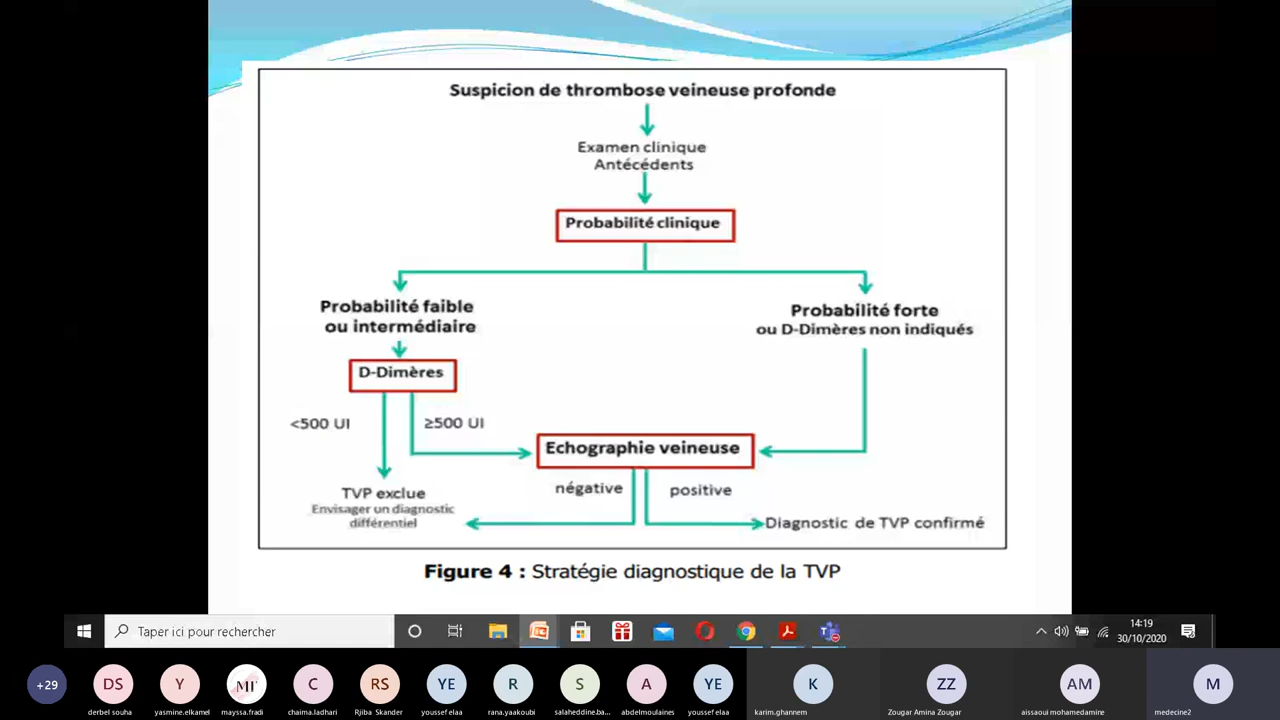 Suspicion de thrombose veineuse profonde
Examen clinique
Antécédents
Probabilité clinique
Probabilité faible
ou intermédiaire
Probabilité forte
ou D-Dimères non indiqués
D-Dimères
<500 UI
≥500 UI
Echographie veineuse
négative
positive
TVP exclue
Envisager un diagnostic
différentiel
Diagnostic de TVP confirmé
Figure 4 : Stratégie diagnostique de la TVP
Taper ici pour rechercher
14:19
30/10/2020
+29
DS
Y
MF
C
RS
YE
R
S
A
YE
K
ZZ
AM
M
derbel souha
yasmine.elkamel
mayssa.fradi
chaima.ladhari
Rjiba Skander
youssef elaa
rana.yaakoubi
salaheddine.ba...
abdelmoulaines
youssef elaa
karim.ghannem
Zougar Amina Zougar
aissaoui mohamedamine
medecine2